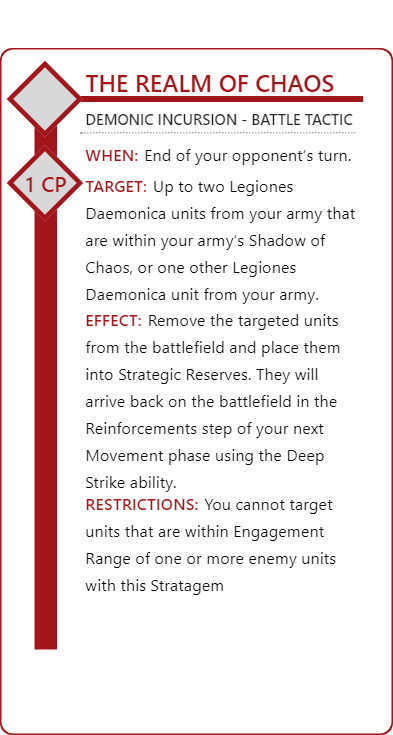 THE REALM OF CHAOS
DEMONIC INCURSION - BATTLE TACTIC
WHEN: End of your opponent's turn.
1 CP
TARGET: Up to two Legiones
Daemonica units from your army that
are within your army's Shadow of
Chaos, or one other Legiones
Daemonica unit from your army.
EFFECT: Remove the targeted units
from the battlefield and place them
into Strategic Reserves. They will
arrive back on the battlefield in the
Reinforcements step of your next
Movement phase using the Deep
Strike ability.
RESTRICTIONS: You cannot target
units that are within Engagement
Range of one or more enemy units
with this Stratagem